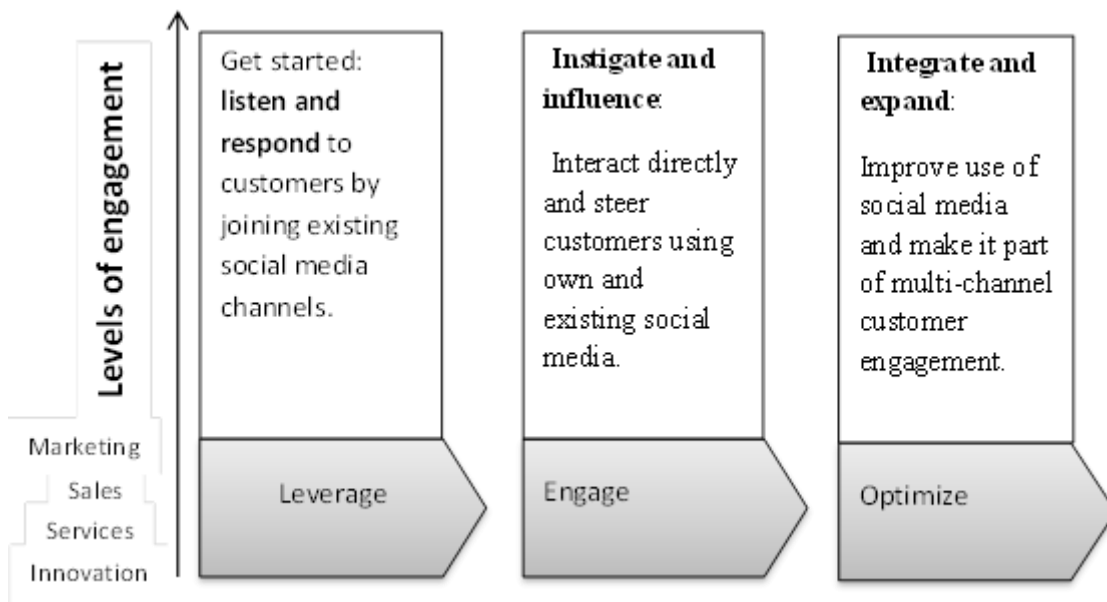 Levels of engagement
Marketing
Sales
Services
Innovation
Get started:
listen and
respond to
customers by
joining existing
social media
channels.
Leverage
Instigate and
influence:
Interact directly
and steer
customers using
own and
existing social
media.
Engage
Integrate and
expand:
Improve use of
social media
and make it part
of multi-channel
customer
engagement.
Optimize